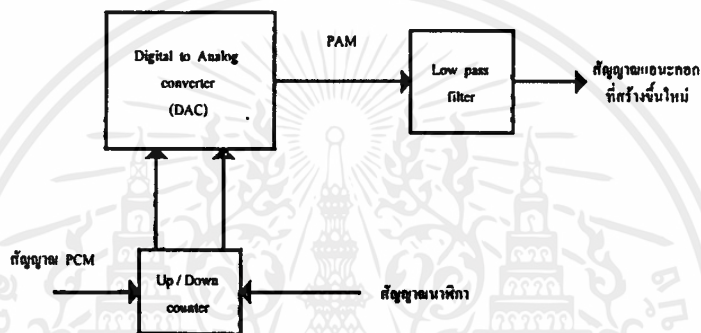 Digital to Analog
converter
(DAC)
PAM
Low pass
filter
สัญญาณแอนะลอก
ที่สร้างขึ้นใหม่
สัญญาณ PCM
Up / Down
counter
สัญญาณนาฬิกา